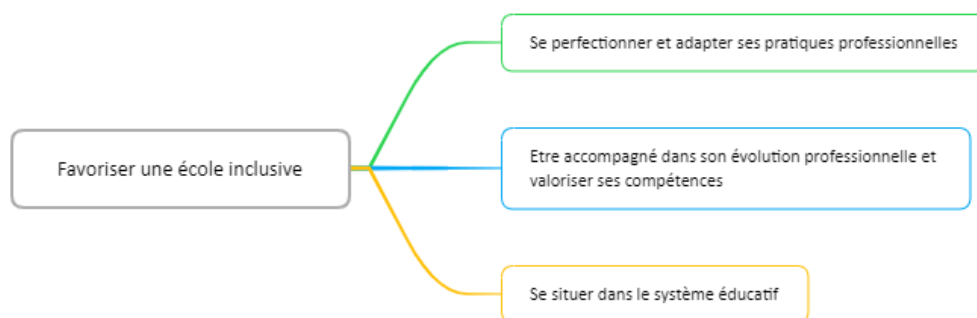 Se perfectionner et adapter ses pratiques professionnelles
Favoriser une école inclusive
Etre accompagné dans son évolution professionnelle et
valoriser ses compétences
Se situer dans le système éducatif